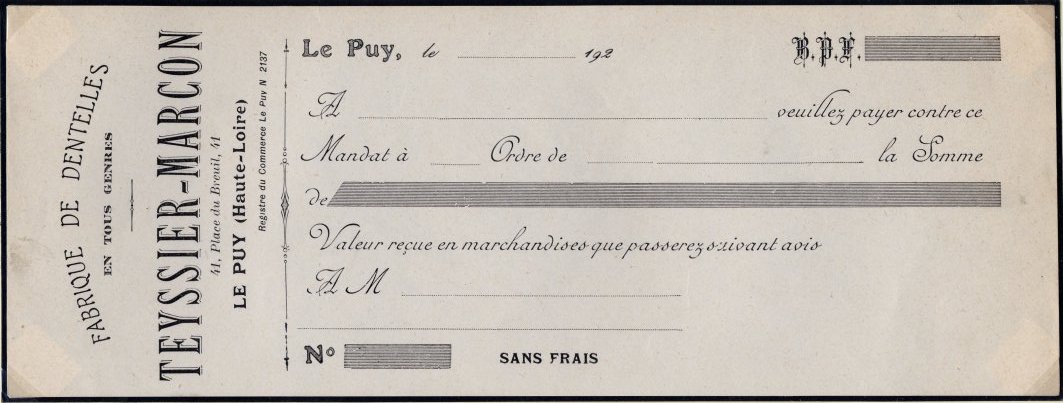 FABRIQUE DE DENTELLES
EN TOUS GENRES
TEYSSIER-MARCON
41, Place du Breuil, 41
LE PUY (Haute-Loire)
Registre du Commerce Le Puy N 2137
Le Puy, le 192
B.P.F.
A veuillez payer contre ce
Mandat à Ordre de la Somme
de
Valeur reçue en marchandises que passerez suivant avis
A M
No
SANS FRAIS